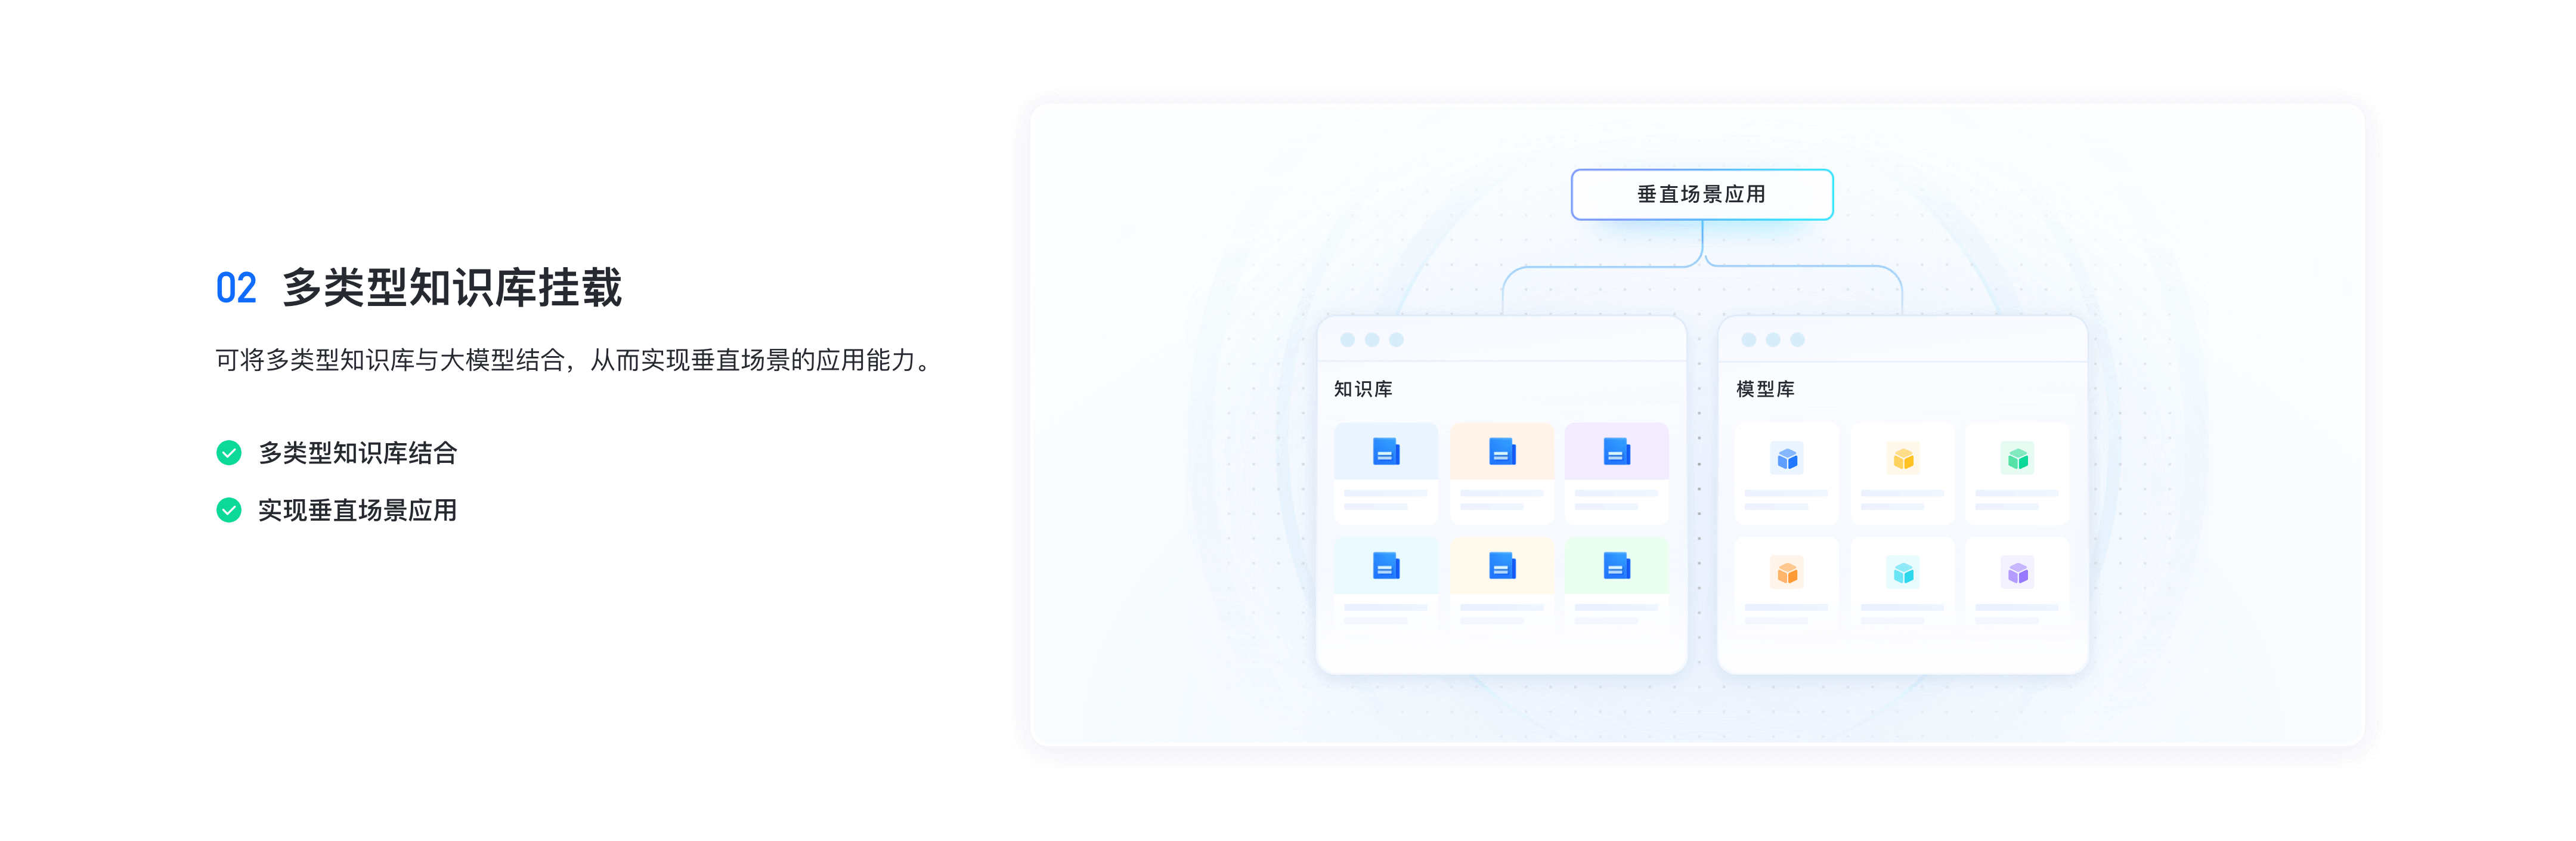 02 多类型知识库挂载
可将多类型知识库与大模型结合，从而实现垂直场景的应用能力。
多类型知识库结合
实现垂直场景应用
垂直场景应用
知识库
模型库